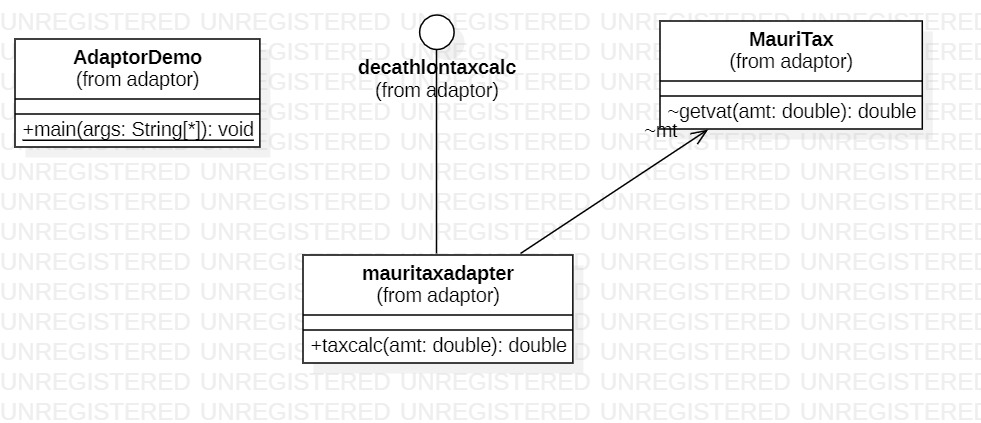 AdaptorDemo
(from adaptor)
+main(args: String[*]): void
decathlontaxcalc
(from adaptor)
MauriTax
(from adaptor)
~getvat(amt: double): double
~mt
mauritaxadapter
(from adaptor)
+taxcalc(amt: double): double
UNREGISTERED UNREGISTERED UNREGISTERED UNREGISTERED UNREGISTERED